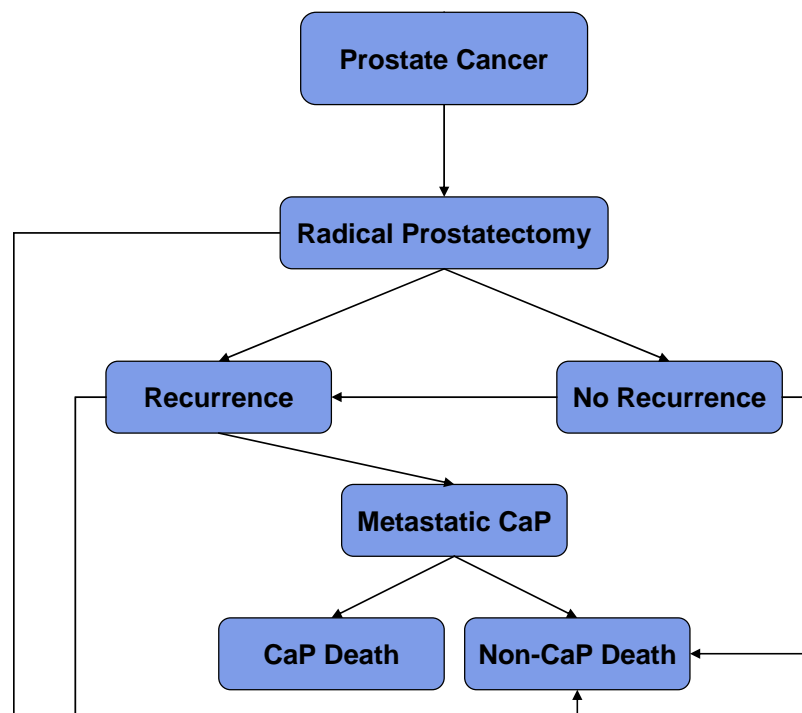 Prostate Cancer
Radical Prostatectomy
Recurrence
No Recurrence
Metastatic CaP
CaP Death
Non-CaP Death